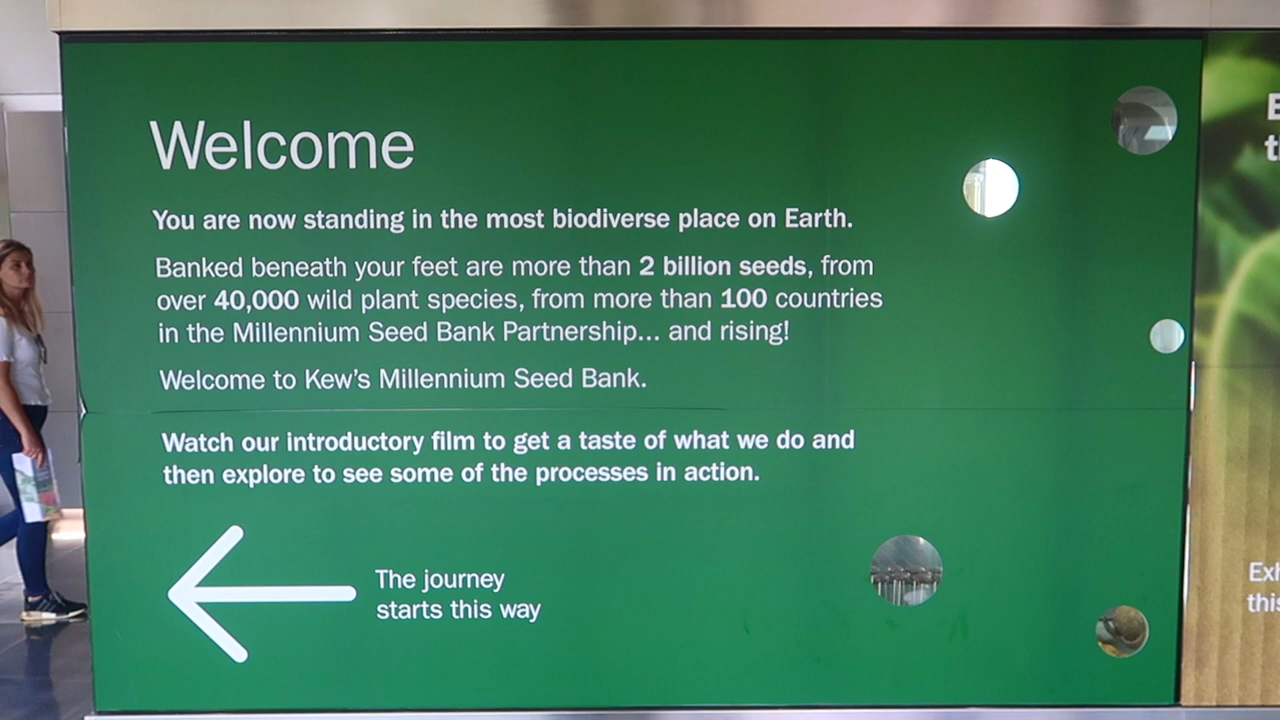 Welcome
You are now standing in the most biodiverse place on Earth.
Banked beneath your feet are more than 2 billion seeds, from
over 40,000 wild plant species, from more than 100 countries
in the Millennium Seed Bank Partnership... and rising!
Welcome to Kew's Millennium Seed Bank.
Watch our introductory film to get a taste of what we do and
then explore to see some of the processes in action.
The journey
starts this way